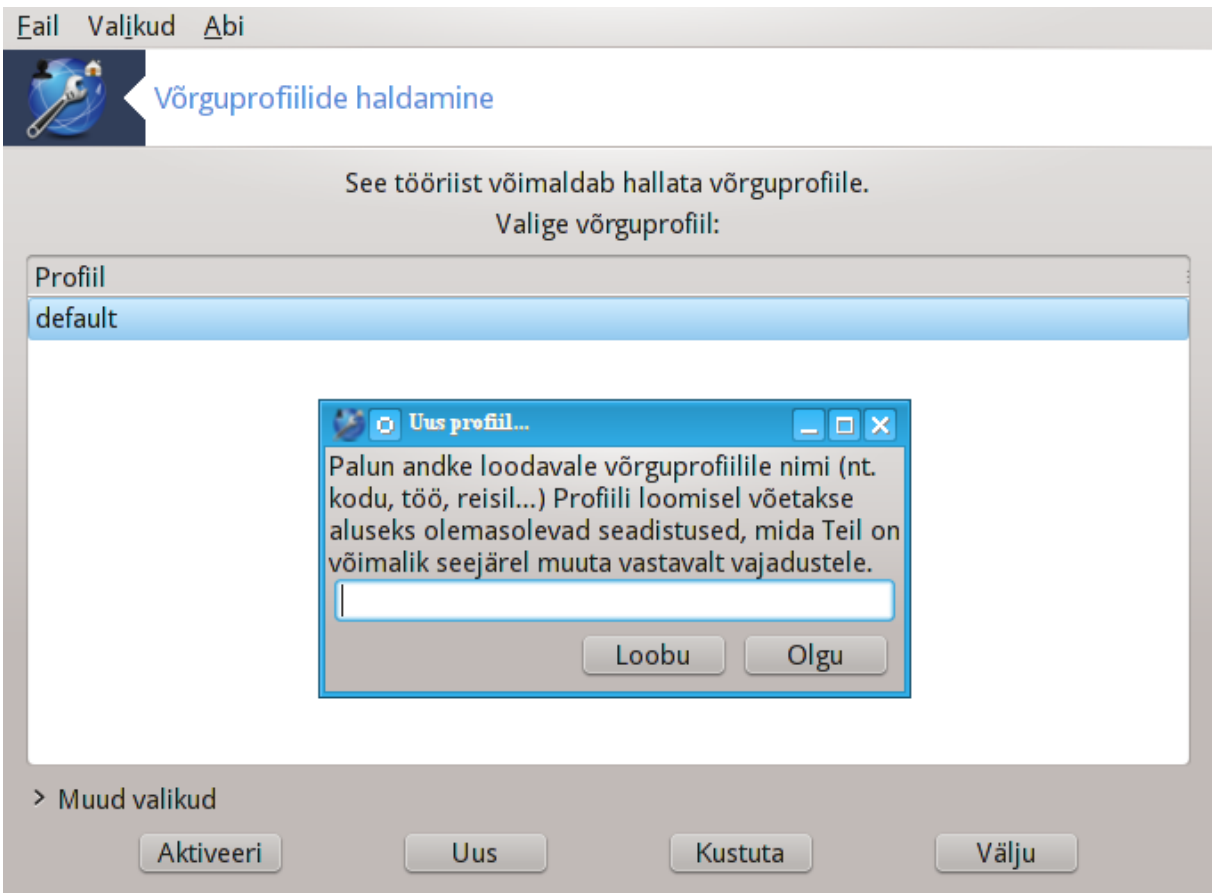 Fail Valikud Abi
Võrguprofiilide haldamine
See tööriist võimaldab hallata võrguprofiile.
Valige võrguprofiil:
Profiil
default
Uus profiil...
Palun andke loodavale võrguprofiilile nimi (nt.
kodu, töö, reisil...) Profiili loomisel võetakse
aluseks olemasolevad seadistused, mida Teil on
võimalik seejärel muuta vastavalt vajadustele.
Loobu Olgu
> Muud valikud
Aktiveeri Uus Kustuta Välju